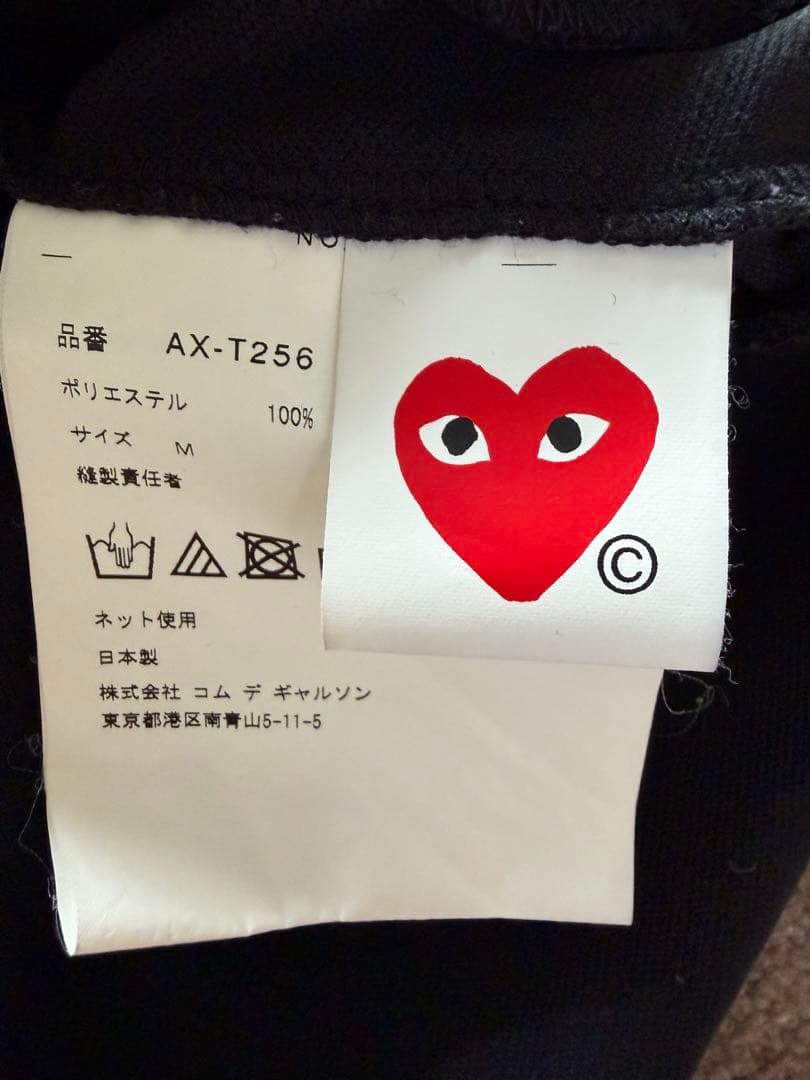 NO
品番 AX-T256
ポリエステル 100%
サイズ M
縫製責任者
ネット使用
日本製
株式会社 コム デ ギャルソン
東京都港区南青山5-11-5
©